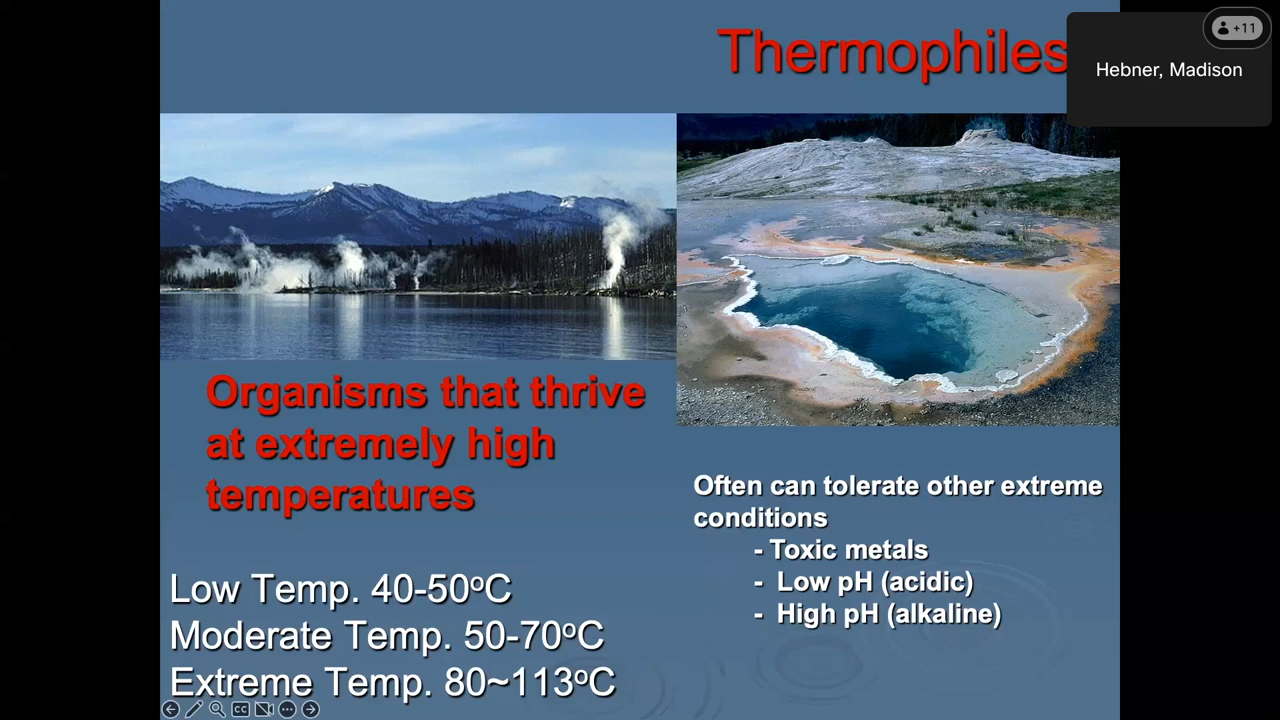 Thermophiles
+11
Hebner, Madison
Organisms that thrive
at extremely high
temperatures
Often can tolerate other extreme
conditions
- Toxic metals
- Low pH (acidic)
- High pH (alkaline)
Low Temp. 40-50ºC
Moderate Temp. 50-70ºC
Extreme Temp. 80~113ºC
CC